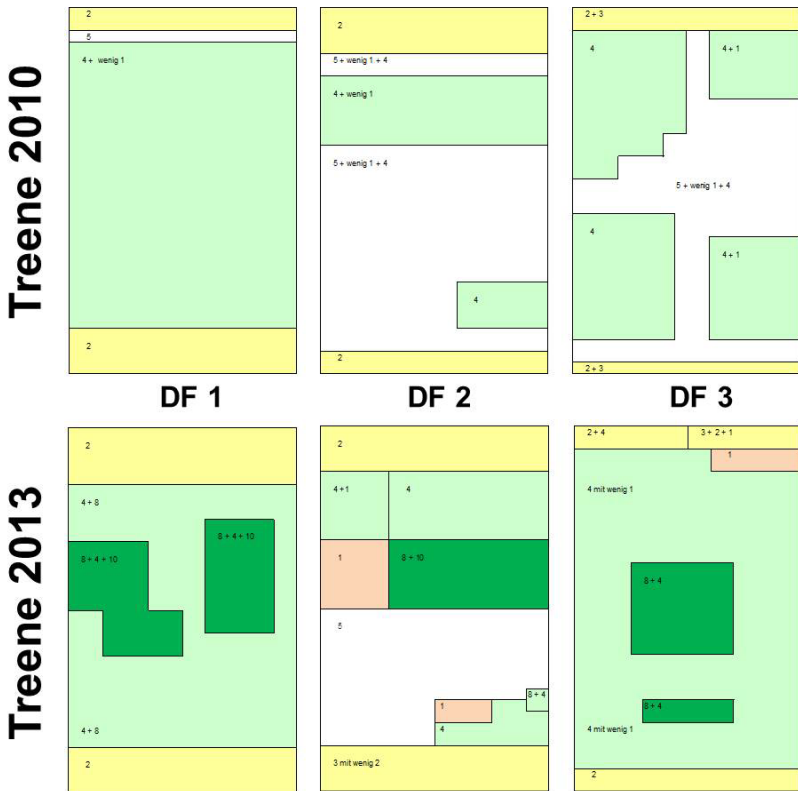 Treene 2010
2
5
4 + wenig 1
2
2
5 + wenig 1 + 4
4 + wenig 1
5 + wenig 1 + 4
4
2
2 + 3
4
4 + 1
5 + wenig 1 + 4
4
4 + 1
2 + 3
DF 1
DF 2
DF 3
Treene 2013
2
4 + 8
8 + 4 + 10
8 + 4 + 10
4 + 8
2
2
4 + 1
4
1
8 + 10
5
8 + 4
1
4
3 mit wenig 2
2 + 4
3 + 2 + 1
1
4 mit wenig 1
8 + 4
8 + 4
4 mit wenig 1
2